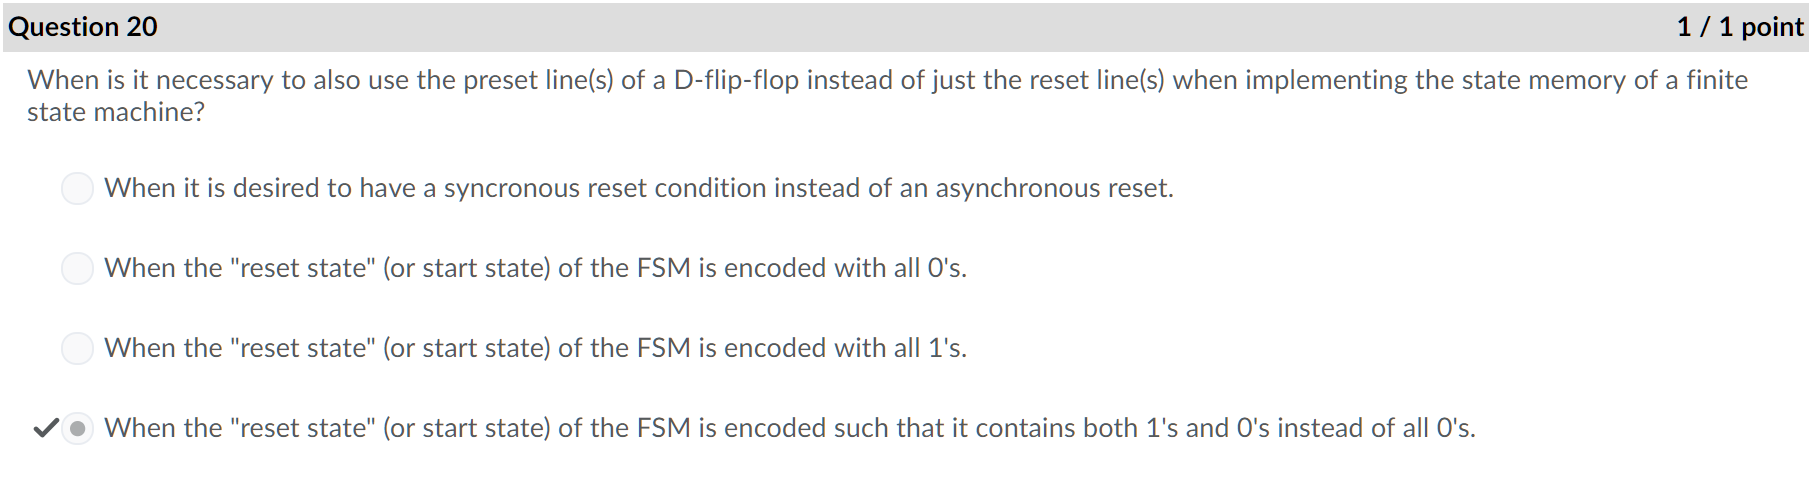 Question 20
1 / 1 point
When is it necessary to also use the preset line(s) of a D-flip-flop instead of just the reset line(s) when implementing the state memory of a finite
state machine?
When it is desired to have a syncronous reset condition instead of an asynchronous reset.
When the "reset state" (or start state) of the FSM is encoded with all 0's.
When the "reset state" (or start state) of the FSM is encoded with all 1's.
When the "reset state" (or start state) of the FSM is encoded such that it contains both 1's and 0's instead of all 0's.